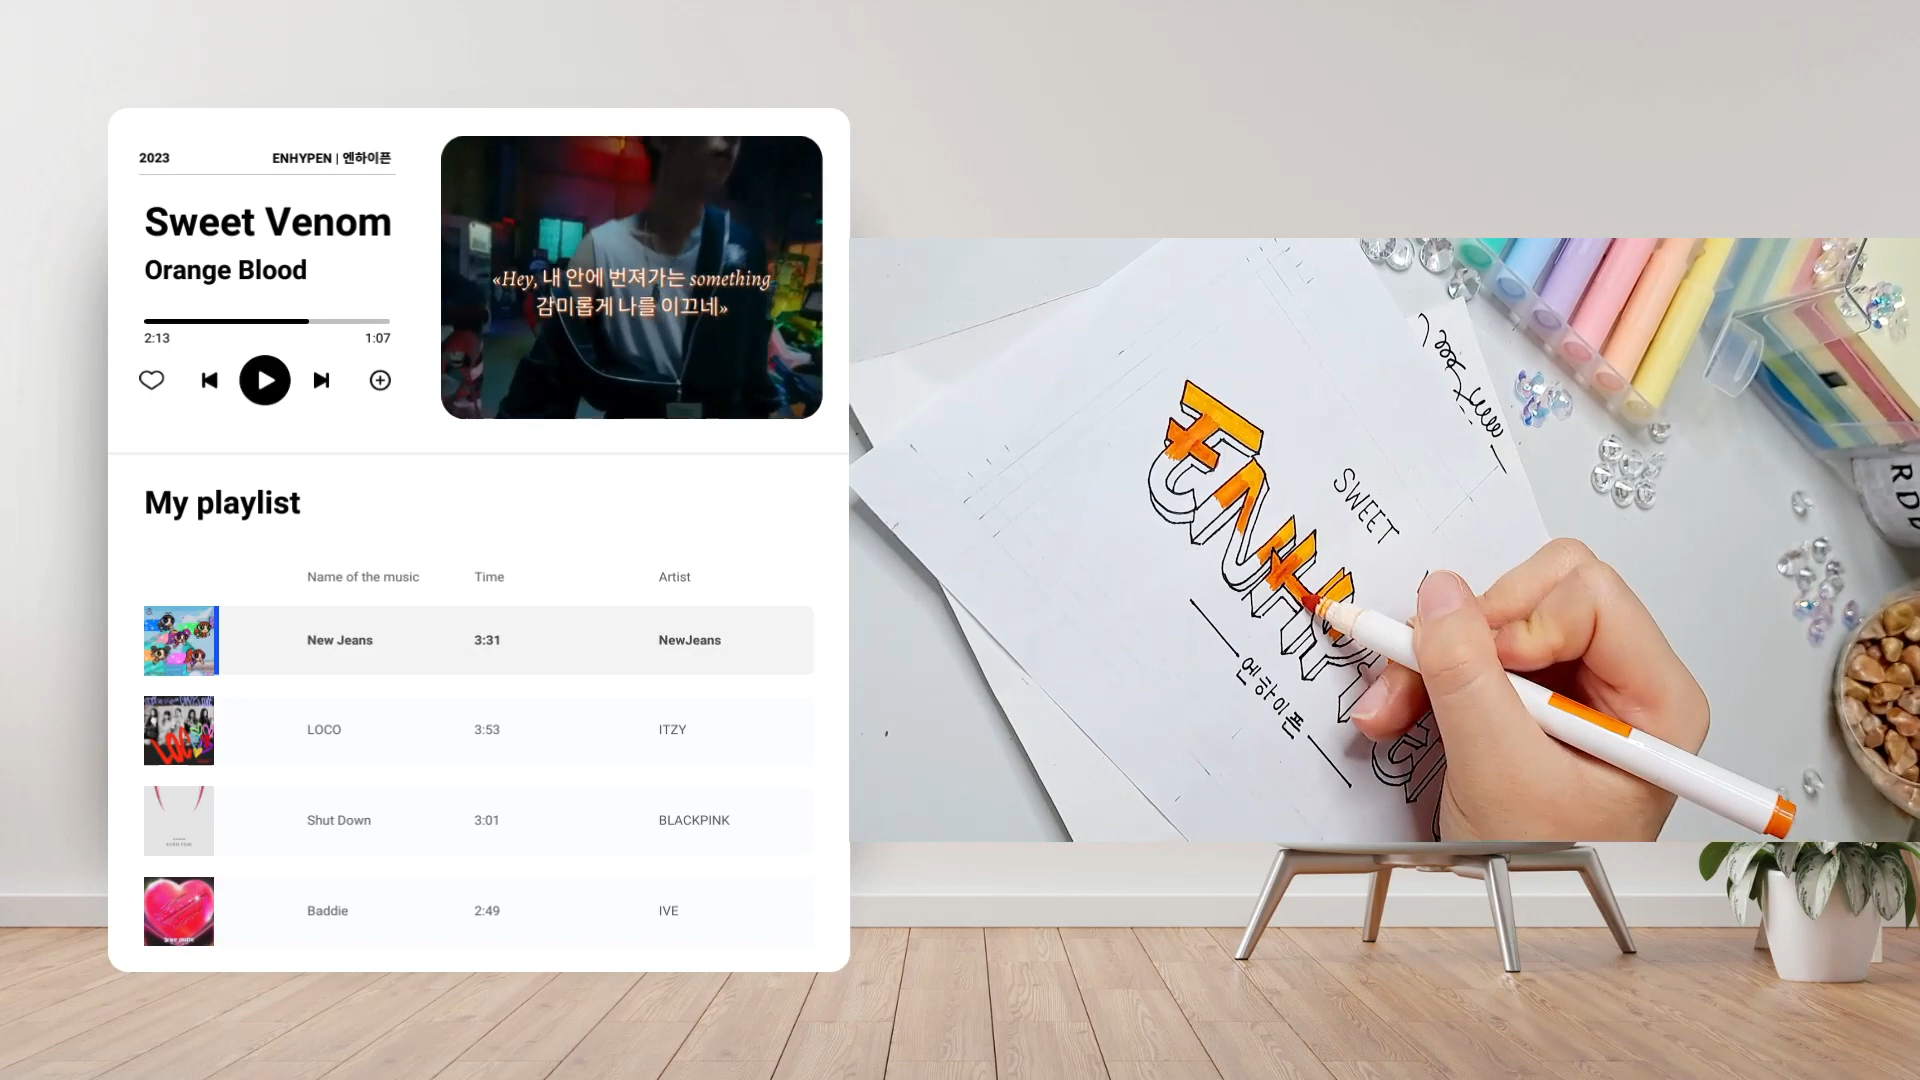 2023
ENHYPEN | 엔하이픈
Sweet Venom
Orange Blood
2:13
1:07
«Hey, 내 안에 번져가는 something
감미롭게 나를 이끄네»
My playlist
Name of the music Time Artist
New Jeans 3:31 NewJeans
LOCO 3:53 ITZY
Shut Down 3:01 BLACKPINK
Baddie 2:49 IVE
SWEET
ENHYP
엔하이픈